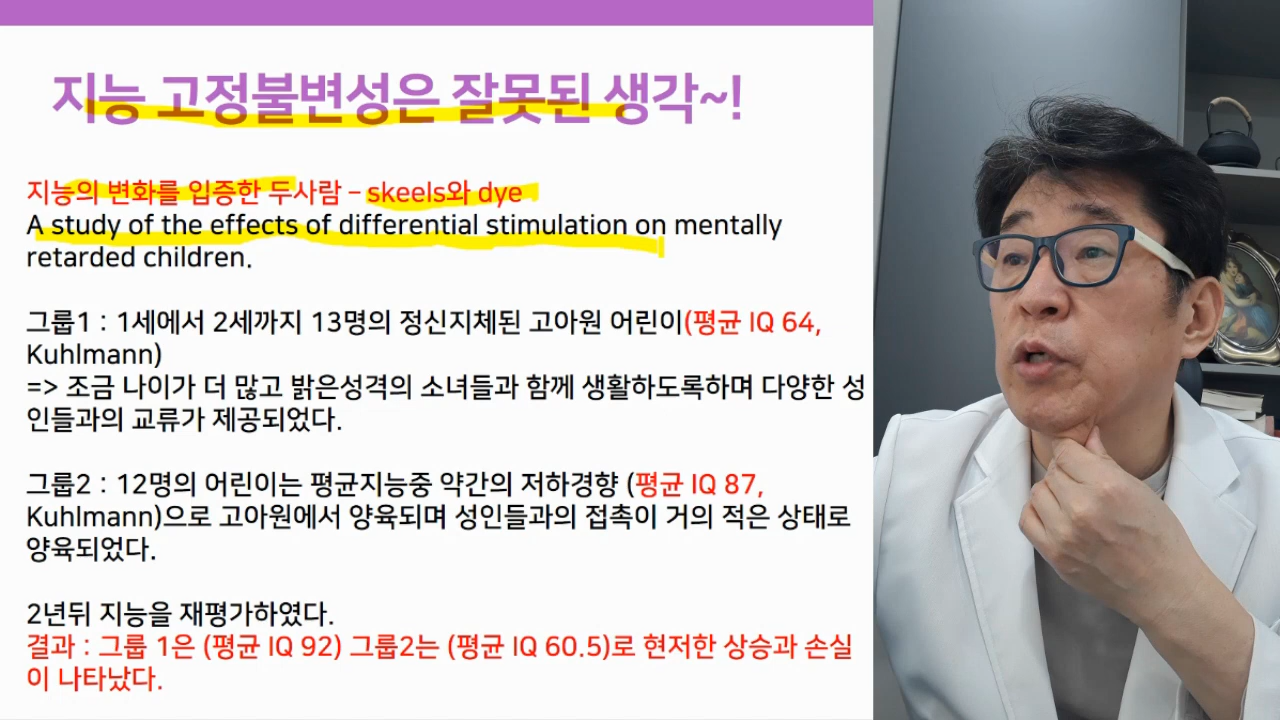 지능 고정불변성은 잘못된 생각~!
지능의 변화를 입증한 두사람 – skeels와 dye
A study of the effects of differential stimulation on mentally
retarded children.
그룹1 : 1세에서 2세까지 13명의 정신지체된 고아원 어린이(평균 IQ 64,
Kuhlmann)
=> 조금 나이가 더 많고 밝은성격의 소녀들과 함께 생활하도록하며 다양한 성
인들과의 교류가 제공되었다.
그룹2 : 12명의 어린이는 평균지능중 약간의 저하경향 (평균 IQ 87,
Kuhlmann)으로 고아원에서 양육되며 성인들과의 접촉이 거의 적은 상태로
양육되었다.
2년뒤 지능을 재평가하였다.
결과 : 그룹 1은 (평균 IQ 92) 그룹2는 (평균 IQ 60.5)로 현저한 상승과 손실
이 나타났다.